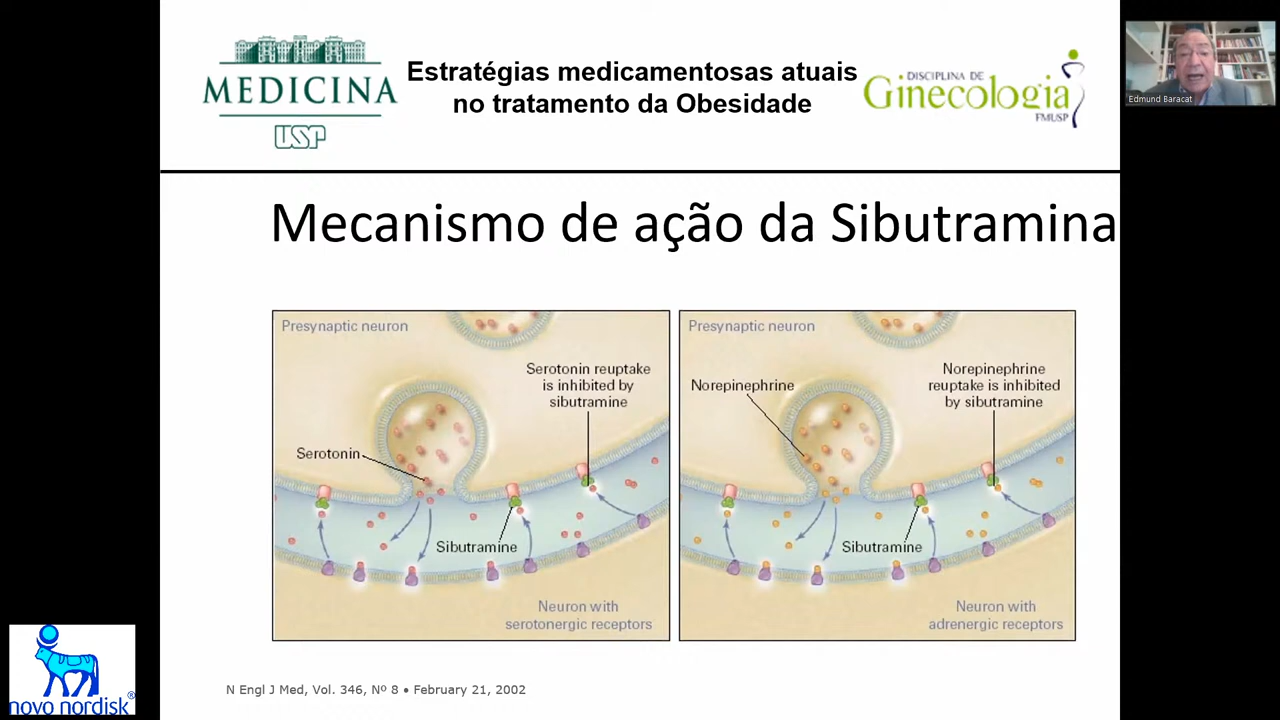 MEDICINA
USP
Estratégias medicamentosas atuais
no tratamento da Obesidade
DISCIPLINA DE
Ginecologia
FMUSP
Edmund Baracat
Mecanismo de ação da Sibutramina
Presynaptic neuron
Serotonin reuptake
is inhibited by
sibutramine
Serotonin
Sibutramine
Neuron with
serotonergic receptors
Presynaptic neuron
Norepinephrine
Norepinephrine
reuptake is inhibited
by sibutramine
Sibutramine
Neuron with
adrenergic receptors
N Engl J Med, Vol. 346, Nº 8 • February 21, 2002
novo nordisk®